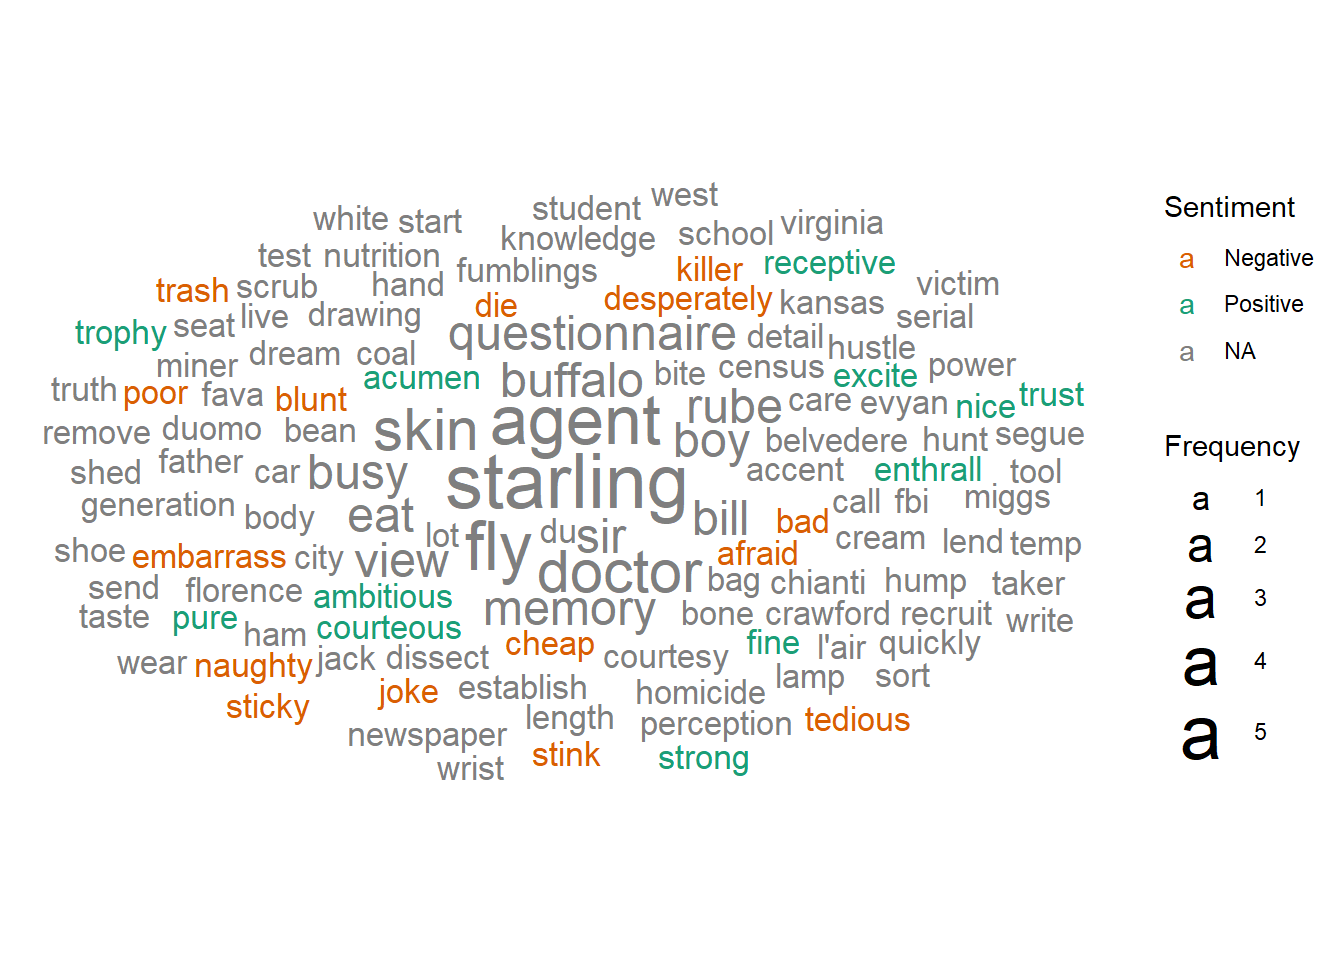 west
student
white start
virginia
knowledge school
test nutrition
fumblings killer receptive
trash scrub hand victim
die desperately kansas
trophy seat live drawing serial
questionnaire detail hustle
miner dream coal
acumen buffalo bite census excite power
truth poor fava blunt trust
skin agent rube care evyan nice
remove duomo bean boy belvedere hunt segue
shed father car busy accent enthrall tool
starling
generation body eat bill call fbi miggs
lot fly du sir bad cream lend temp
shoe embarrass city view afraid
send florence doctor bag chianti hump taker
ambitious
taste pure memory bone crawford recruit write
ham courteous
cheap fine l'air quickly
wear naughty jack dissect courtesy
lamp sort
sticky joke establish homicide
length perception tedious
newspaper
wrist stink strong
Sentiment
a Negative
a Positive
a NA
Frequency
a 1
a 2
a 3
a 4
a 5